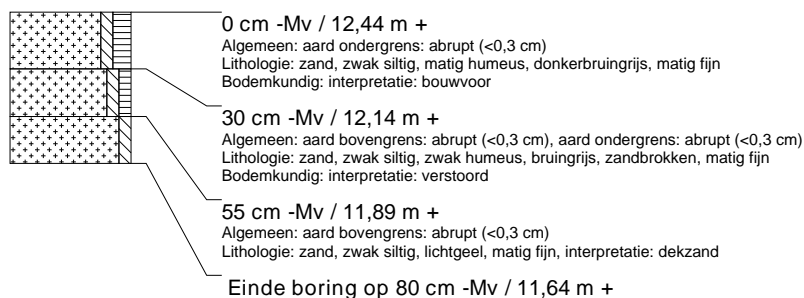 0 cm -Mv / 12,44 m +
Algemeen: aard ondergrens: abrupt (<0,3 cm)
Lithologie: zand, zwak siltig, matig humeus, donkerbruingrijs, matig fijn
Bodemkundig: interpretatie: bouwvoor
30 cm -Mv / 12,14 m +
Algemeen: aard bovengrens: abrupt (<0,3 cm), aard ondergrens: abrupt (<0,3 cm)
Lithologie: zand, zwak siltig, zwak humeus, bruingrijs, zandbrokken, matig fijn
Bodemkundig: interpretatie: verstoord
55 cm -Mv / 11,89 m +
Algemeen: aard bovengrens: abrupt (<0,3 cm)
Lithologie: zand, zwak siltig, lichtgeel, matig fijn, interpretatie: dekzand
Einde boring op 80 cm -Mv / 11,64 m +